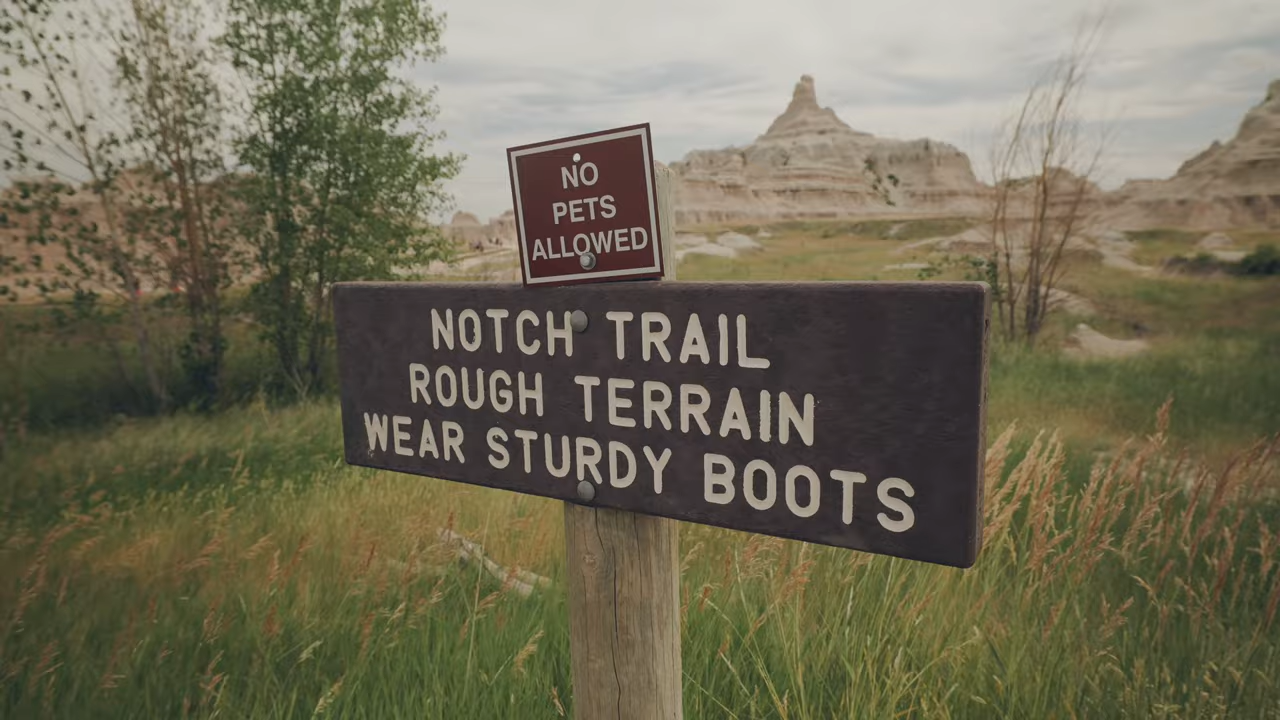 NO
PETS
ALLOWED
NOTCH TRAIL
ROUGH TERRAIN
WEAR STURDY BOOTS